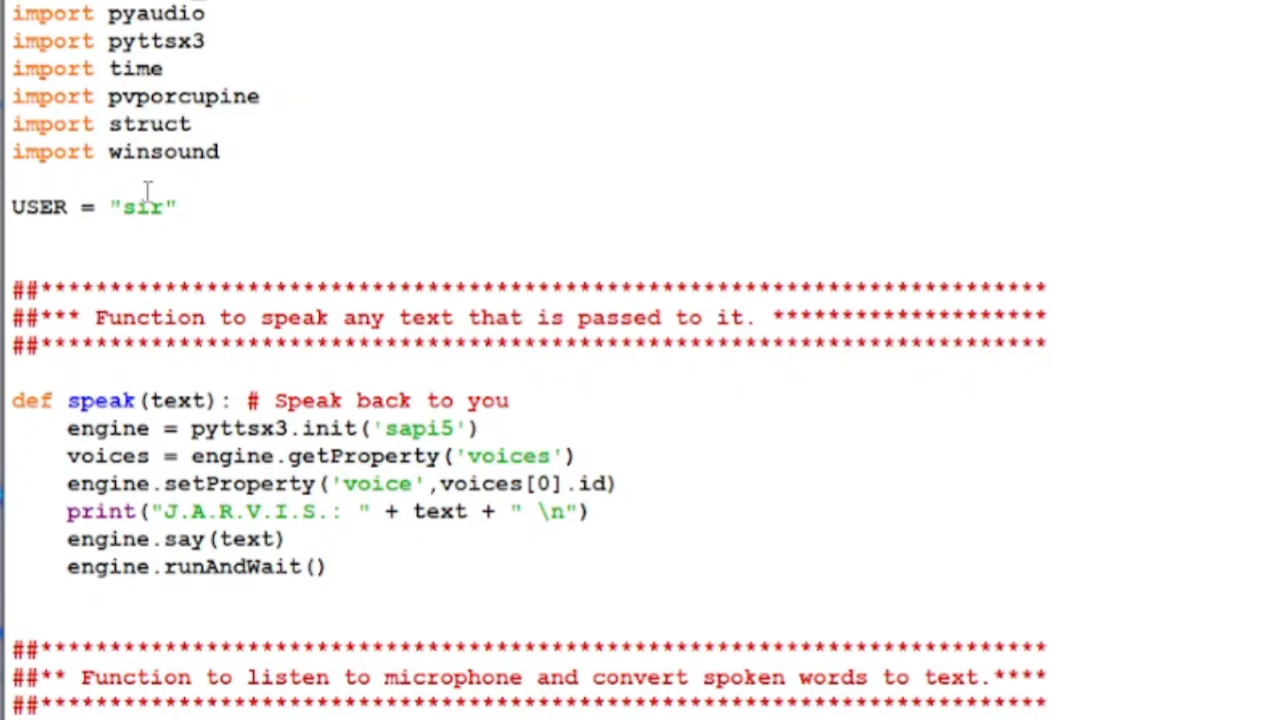 import pyaudio
import pyttsx3
import time
import pvporcupine
import struct
import winsound
USER = "sir"
##*************************************************************************
##*** Function to speak any text that is passed to it. ********************
##*************************************************************************
def speak(text): # Speak back to you
    engine = pyttsx3.init('sapi5')
    voices = engine.getProperty('voices')
    engine.setProperty('voice',voices[0].id)
    print("J.A.R.V.I.S.: " + text + " \n")
    engine.say(text)
    engine.runAndWait()
##*************************************************************************
##** Function to listen to microphone and convert spoken words to text.****
##*************************************************************************